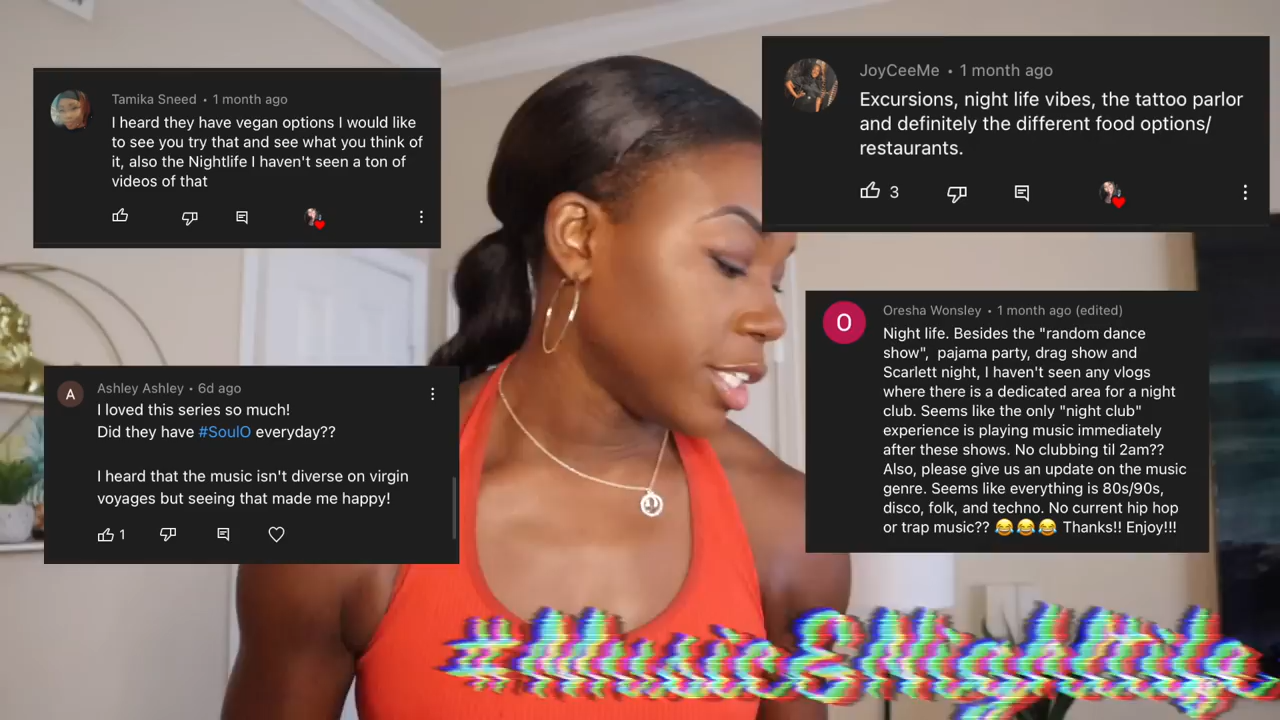 Tamika Sneed • 1 month ago
I heard they have vegan options I would like
to see you try that and see what you think of
it, also the Nightlife I haven't seen a ton of
videos of that
JoyCeeMe • 1 month ago
Excursions, night life vibes, the tattoo parlor
and definitely the different food options/
restaurants.
3
A
Ashley Ashley • 6d ago
I loved this series so much!
Did they have #SoulO everyday??
I heard that the music isn't diverse on virgin
voyages but seeing that made me happy!
1
O
Oresha Wonsley • 1 month ago (edited)
Night life. Besides the "random dance
show", pajama party, drag show and
Scarlett night, I haven't seen any vlogs
where there is a dedicated area for a night
club. Seems like the only "night club"
experience is playing music immediately
after these shows. No clubbing til 2am??
Also, please give us an update on the music
genre. Seems like everything is 80s/90s,
disco, folk, and techno. No current hip hop
or trap music?? 😂😂😂 Thanks!! Enjoy!!!
#Music&Nightlife